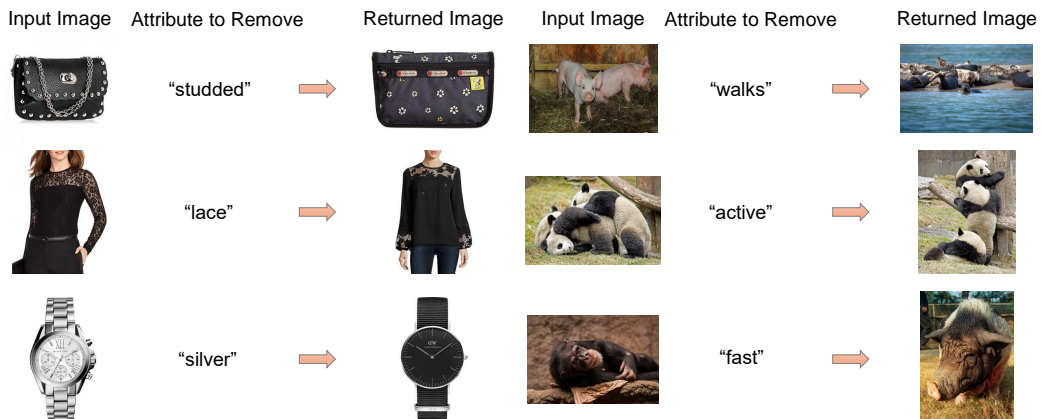 Input Image Attribute to Remove Returned Image Input Image Attribute to Remove Returned Image
“studded” “walks”
“lace” “active”
“silver” “fast”